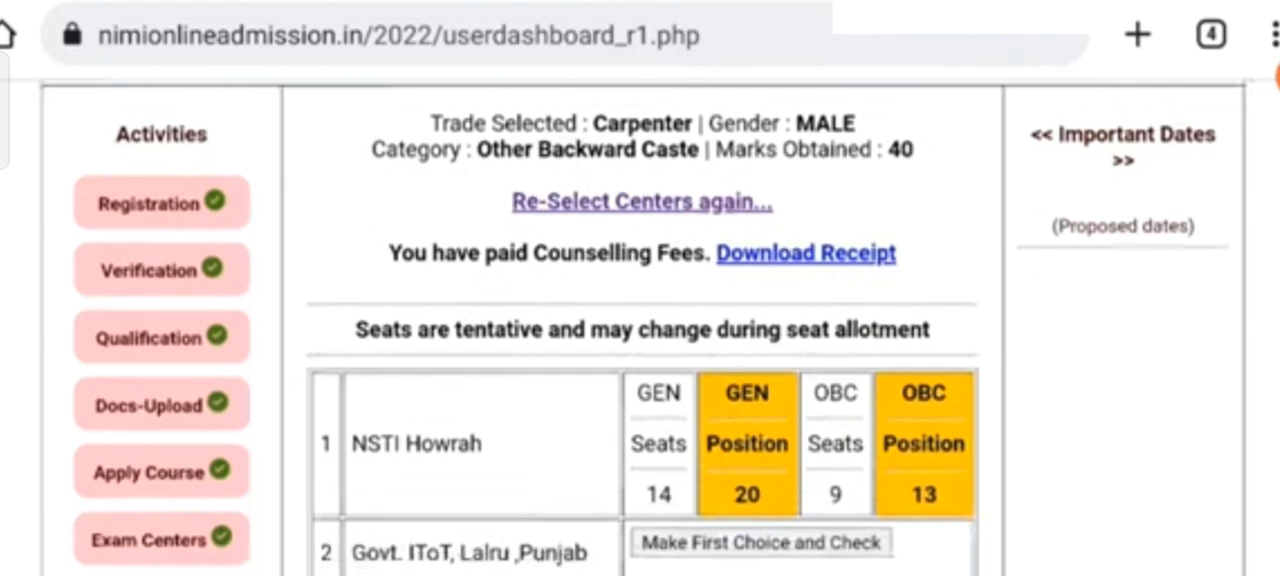 nimionlineadmission.in/2022/userdashboard_r1.php
4
Activities
Registration
Verification
Qualification
Docs-Upload
Apply Course
Exam Centers
Trade Selected : Carpenter | Gender : MALE
Category : Other Backward Caste | Marks Obtained : 40
Re-Select Centers again...
You have paid Counselling Fees. Download Receipt
Seats are tentative and may change during seat allotment
1 NSTI Howrah
GEN GEN OBC OBC
Seats Position Seats Position
14 20 9 13
2 Govt. IToT, Lalru ,Punjab
Make First Choice and Check
<< Important Dates
>>
(Proposed dates)